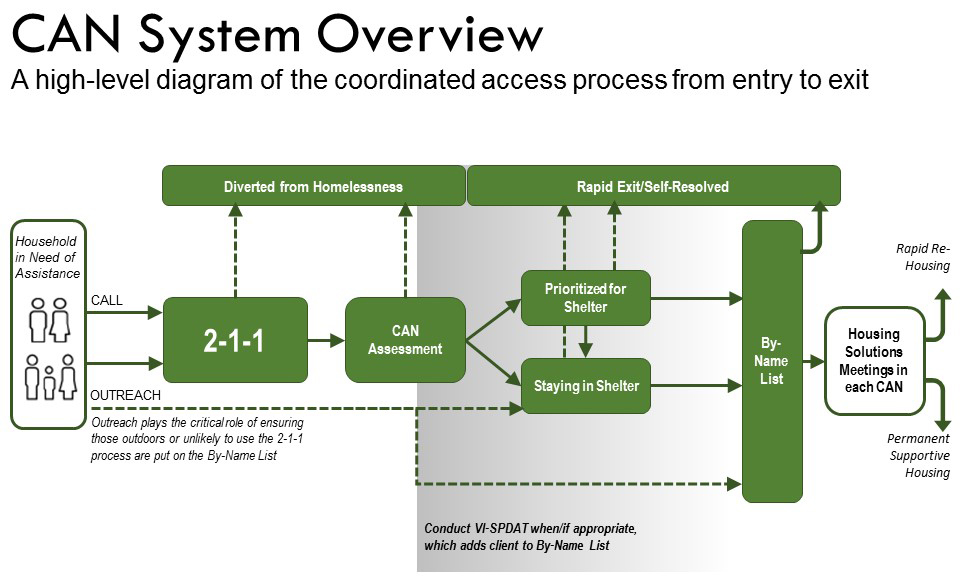 CAN System Overview
A high-level diagram of the coordinated access process from entry to exit
Diverted from Homelessness
Rapid Exit/Self-Resolved
Household
in Need of
Assistance
CALL
2-1-1
CAN
Assessment
Prioritized for
Shelter
Staying in Shelter
By-
Name
List
Housing
Solutions
Meetings in
each CAN
Rapid Re-
Housing
Permanent
Supportive
Housing
OUTREACH
Outreach plays the critical role of ensuring
those outdoors or unlikely to use the 2-1-1
process are put on the By-Name List
Conduct VI-SPDAT when/if appropriate,
which adds client to By-Name List